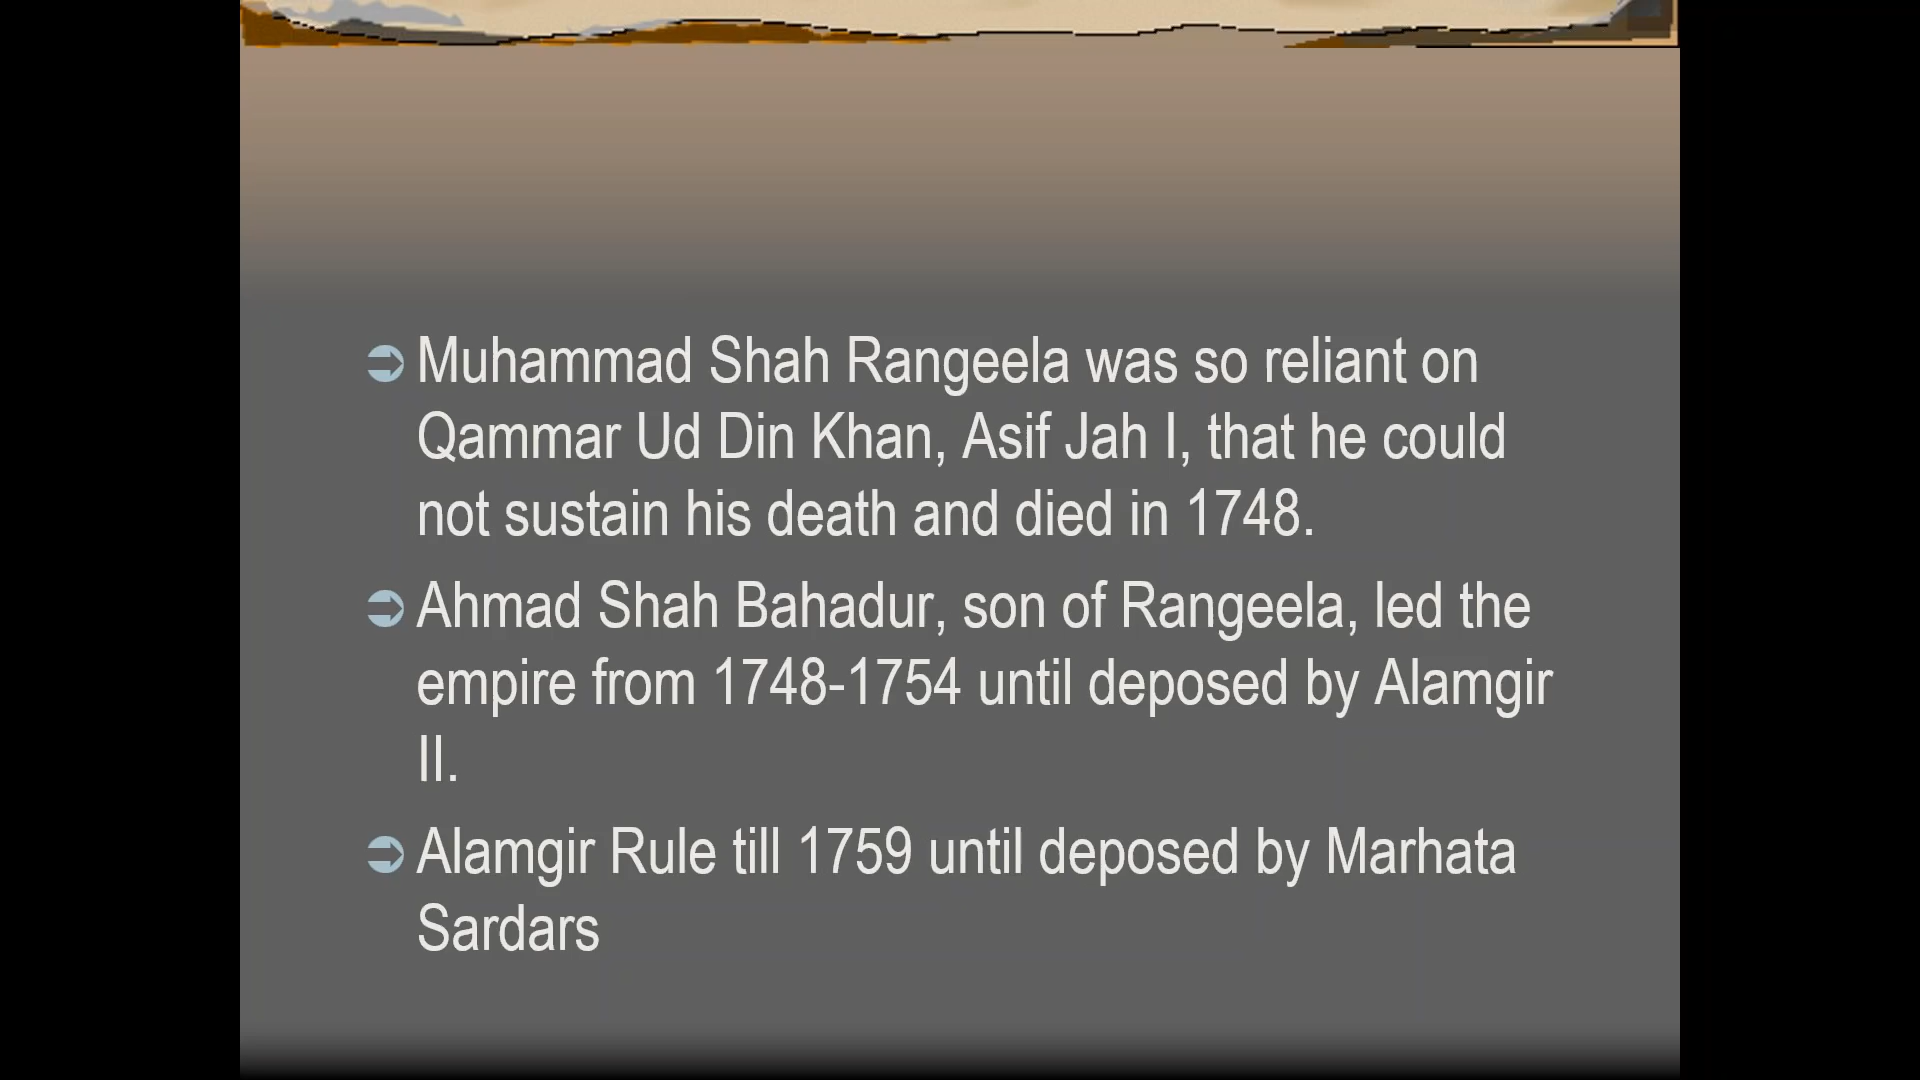 Muhammad Shah Rangeela was so reliant on
Qammar Ud Din Khan, Asif Jah I, that he could
not sustain his death and died in 1748.
Ahmad Shah Bahadur, son of Rangeela, led the
empire from 1748-1754 until deposed by Alamgir
II.
Alamgir Rule till 1759 until deposed by Marhata
Sardars